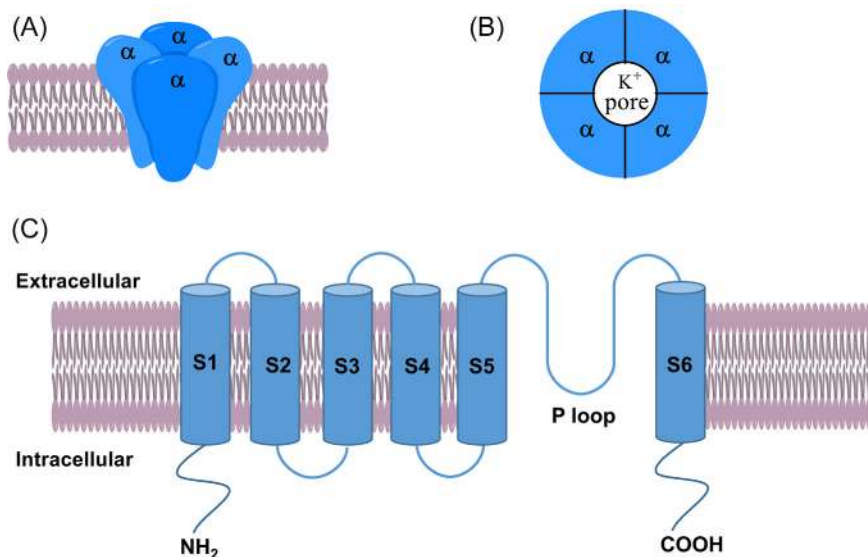 (A)
α
α
α
α
(B)
α
α
K+
pore
α
α
(C)
Extracellular
S1
S2
S3
S4
S5
S6
P loop
Intracellular
NH2
COOH